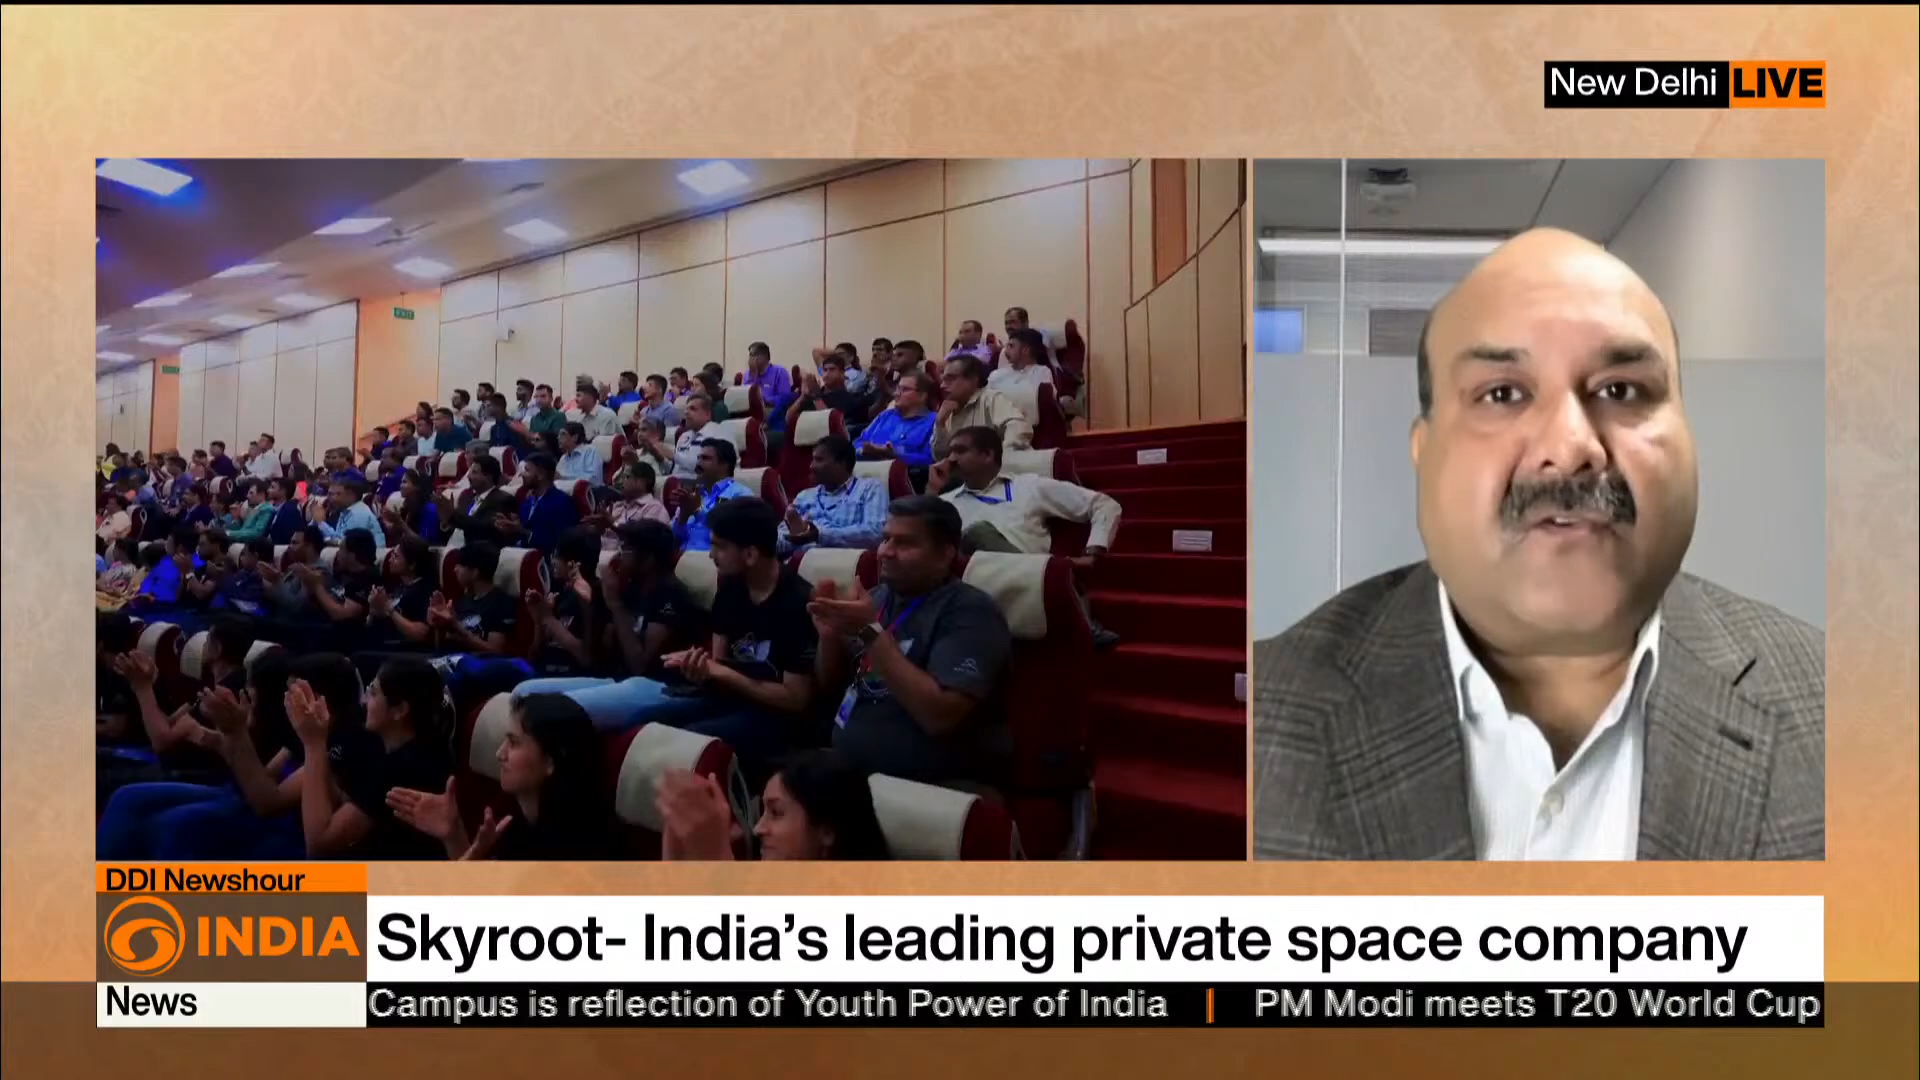 New Delhi LIVE
EXIT
DDI Newshour
INDIA
Skyroot- India's leading private space company
News
Campus is reflection of Youth Power of India | PM Modi meets T20 World Cup